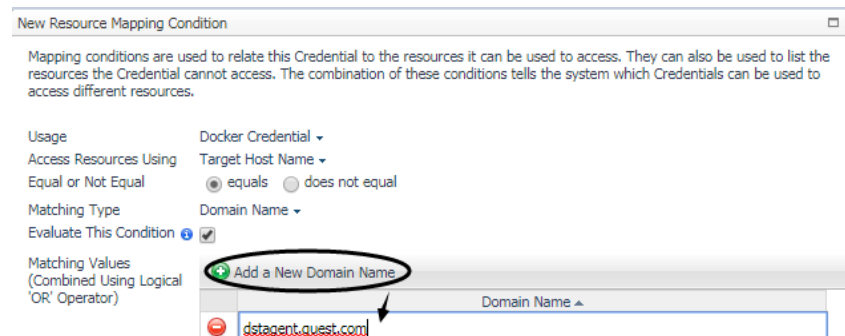 New Resource Mapping Condition
Mapping conditions are used to relate this Credential to the resources it can be used to access. They can also be used to list the
resources the Credential cannot access. The combination of these conditions tells the system which Credentials can be used to
access different resources.
Usage Docker Credential
Access Resources Using Target Host Name
Equal or Not Equal equals does not equal
Matching Type Domain Name
Evaluate This Condition
Matching Values
(Combined Using Logical
'OR' Operator)
Add a New Domain Name
Domain Name
dstagent.quest.com